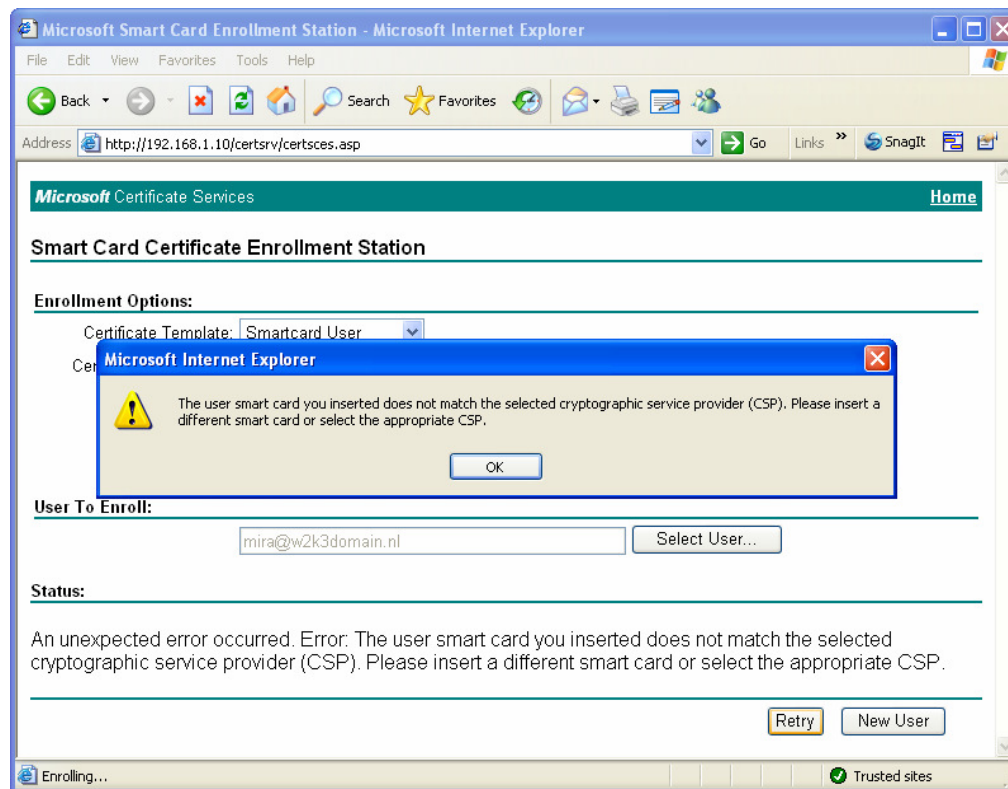 Microsoft Smart Card Enrollment Station - Microsoft Internet Explorer
File Edit View Favorites Tools Help
Back Search Favorites
Address http://192.168.1.10/certsrv/certsces.asp Go Links » SnagIt
Microsoft Certificate Services Home
Smart Card Certificate Enrollment Station
Enrollment Options:
Certificate Template: Smartcard User
Cer
Microsoft Internet Explorer
The user smart card you inserted does not match the selected cryptographic service provider (CSP). Please insert a
different smart card or select the appropriate CSP.
OK
User To Enroll:
mira@w2k3domain.nl Select User...
Status:
An unexpected error occurred. Error: The user smart card you inserted does not match the selected
cryptographic service provider (CSP). Please insert a different smart card or select the appropriate CSP.
Retry New User
Enrolling... Trusted sites